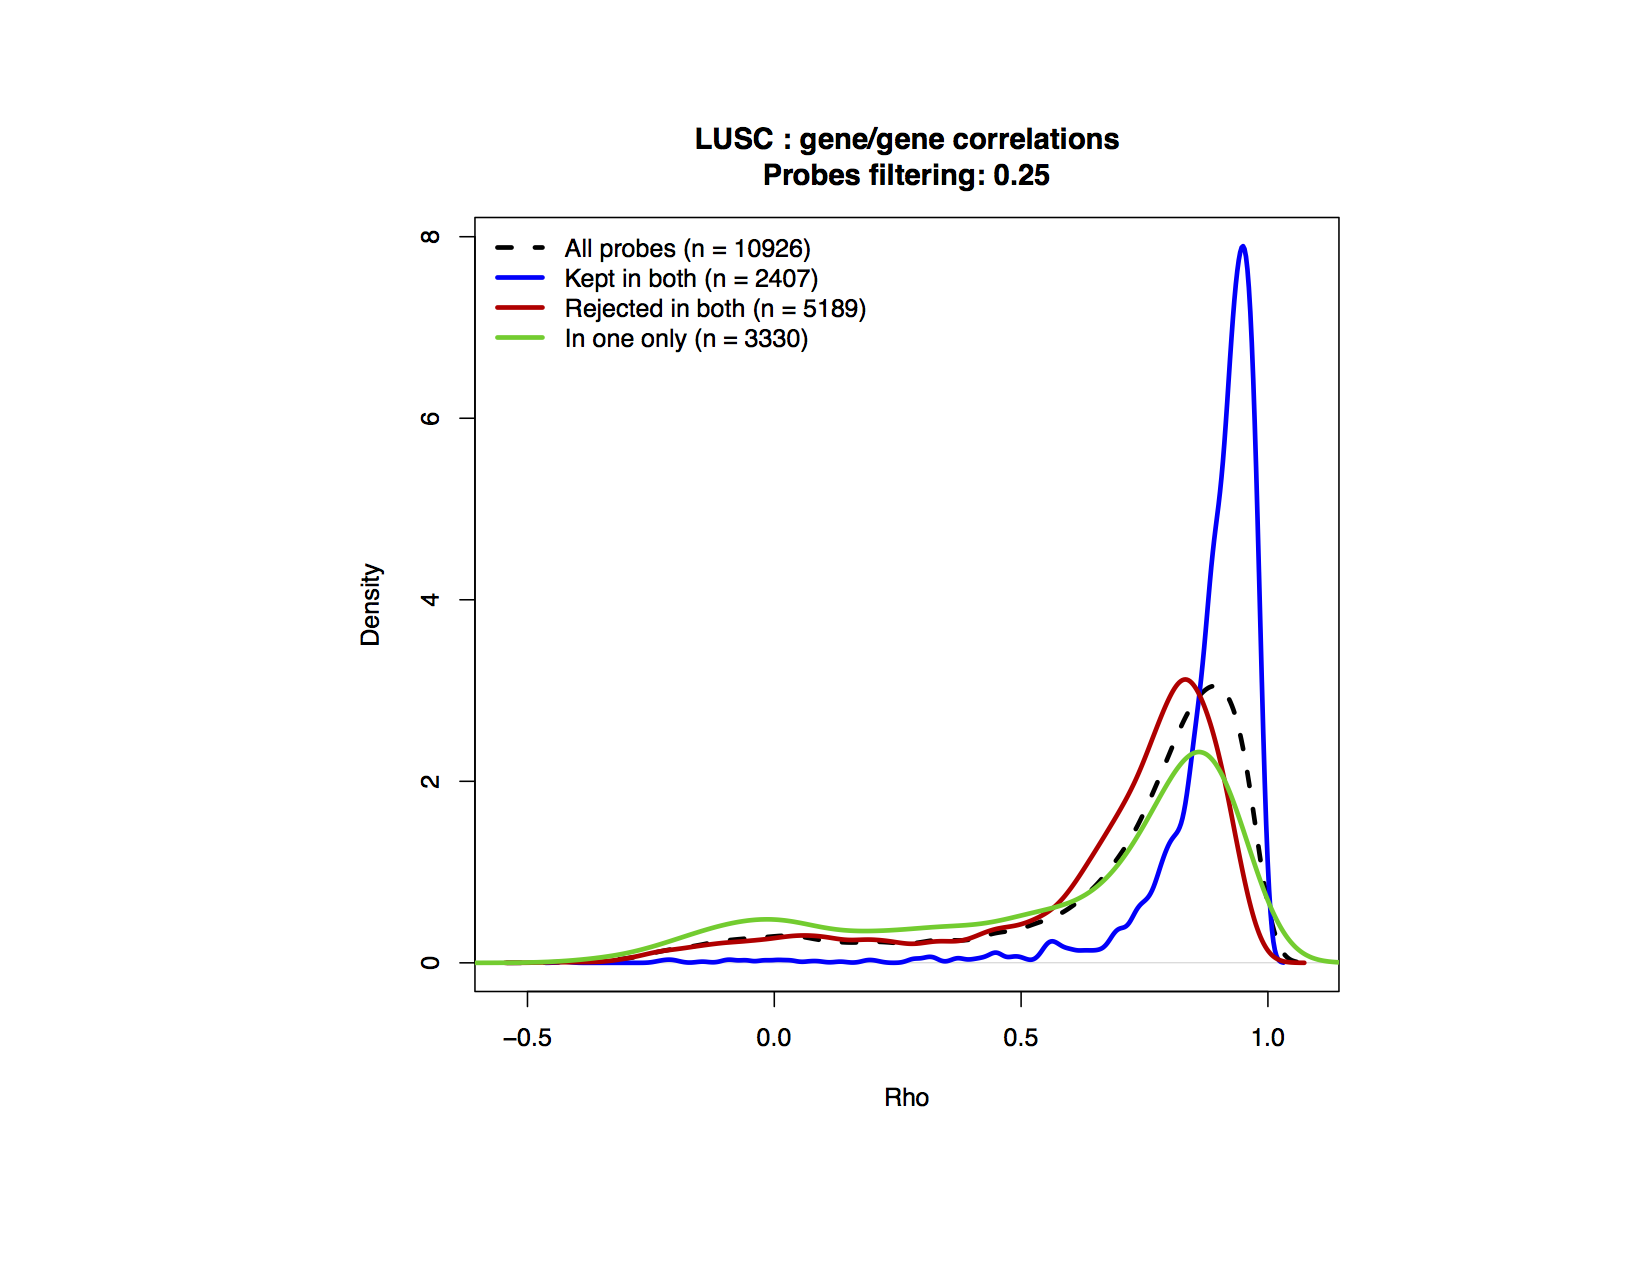 LUSC : gene/gene correlations
Probes filtering: 0.25
All probes (n = 10926)
Kept in both (n = 2407)
Rejected in both (n = 5189)
In one only (n = 3330)
8
6
4
2
0
Density
−0.5 0.0 0.5 1.0
Rho